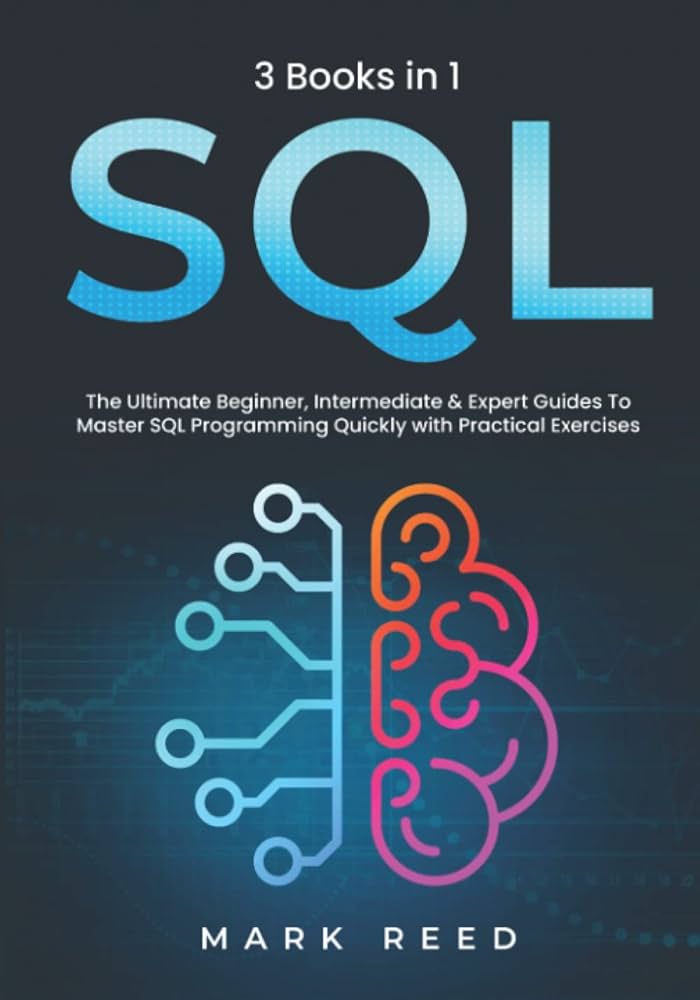 3 Books in 1
SQL
The Ultimate Beginner, Intermediate & Expert Guides To
Master SQL Programming Quickly with Practical Exercises
MARK REED